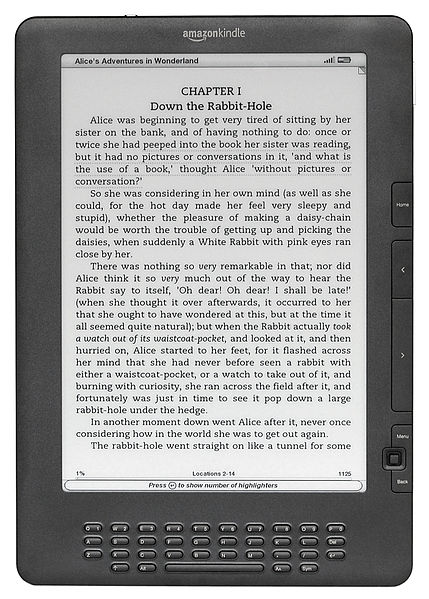 amazonkindle
Alice's Adventures in Wonderland
CHAPTER I
Down the Rabbit-Hole
Alice was beginning to get very tired of sitting by her
sister on the bank, and of having nothing to do: once or
twice she had peeped into the book her sister was reading,
but it had no pictures or conversations in it, 'and what is
the use of a book,' thought Alice 'without pictures or
conversation?'
So she was considering in her own mind (as well as she
could, for the hot day made her feel very sleepy and
stupid), whether the pleasure of making a daisy-chain
would be worth the trouble of getting up and picking the
daisies, when suddenly a White Rabbit with pink eyes ran
close by her.
There was nothing so very remarkable in that; nor did
Alice think it so very much out of the way to hear the
Rabbit say to itself, 'Oh dear! Oh dear! I shall be late!'
(when she thought it over afterwards, it occurred to her
that she ought to have wondered at this, but at the time it
all seemed quite natural); but when the Rabbit actually took
a watch out of its waistcoat-pocket, and looked at it, and then
hurried on, Alice started to her feet, for it flashed across
her mind that she had never before seen a rabbit with
either a waistcoat-pocket, or a watch to take out of it, and
burning with curiosity, she ran across the field after it, and
fortunately was just in time to see it pop down a large
rabbit-hole under the hedge.
In another moment down went Alice after it, never once
considering how in the world she was to get out again.
The rabbit-hole went straight on like a tunnel for some
1% Locations 2-14 1125
Press to show number of highlighters
Home
<
>
Menu
Back
Q W E R T Y U I O P
A S D F G H J K L Del
Z X C V B N M .
Alt Aa Sym